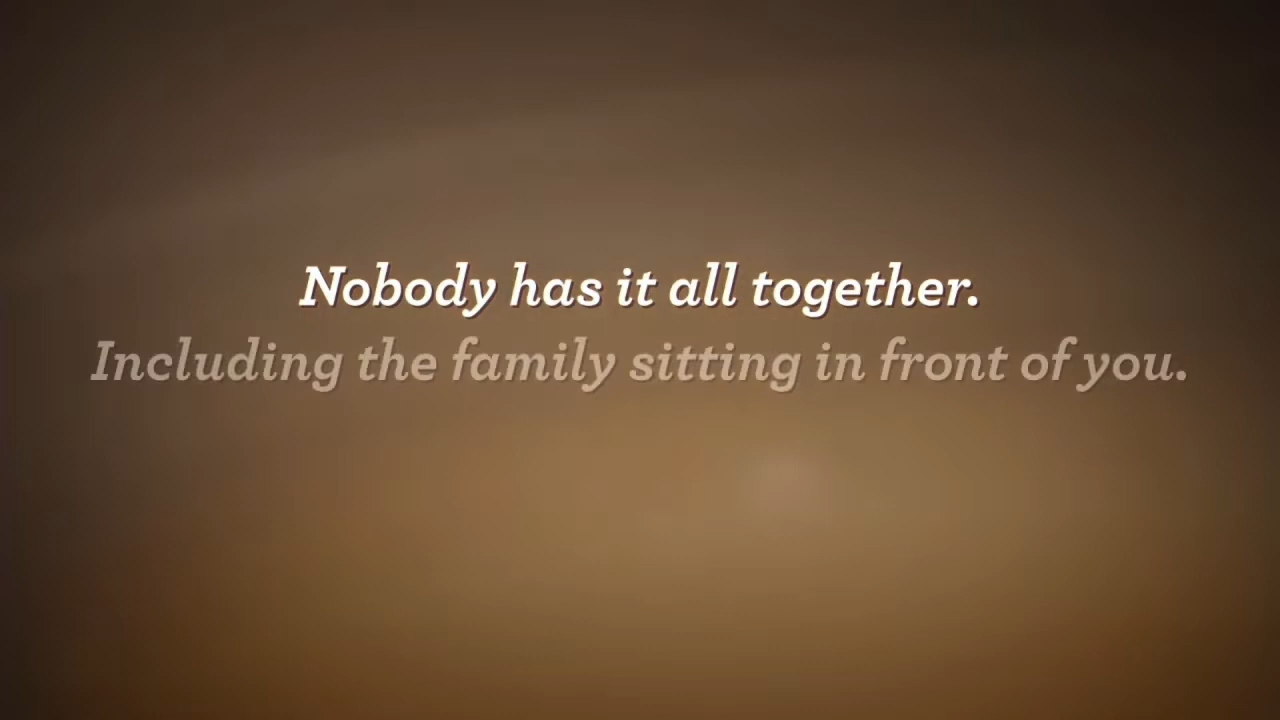 Nobody has it all together.
Including the family sitting in front of you.